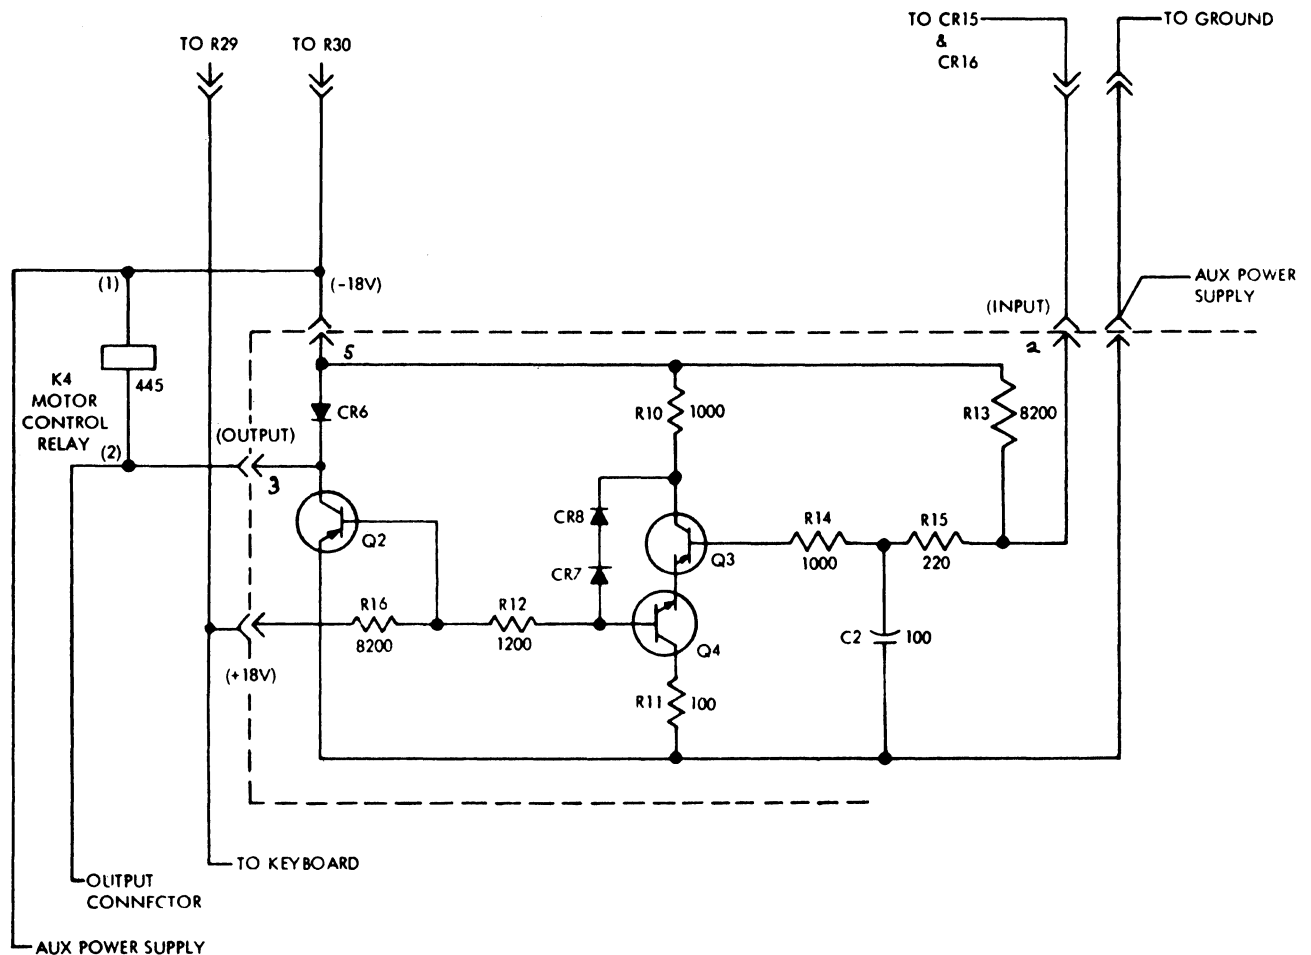 TO R29
TO R30
TO CR15
&
CR16
TO GROUND
(1)
(-18V)
(INPUT)
AUX POWER
SUPPLY
5
2
K4
MOTOR
CONTROL
RELAY
445
(2)
(OUTPUT)
3
CR6
R10
1000
R13
8200
CR8
CR7
Q2
Q3
R14
1000
R15
220
R16
8200
R12
1200
Q4
C2
100
(+18V)
R11
100
TO KEYBOARD
OUTPUT
CONNECTOR
AUX POWER SUPPLY